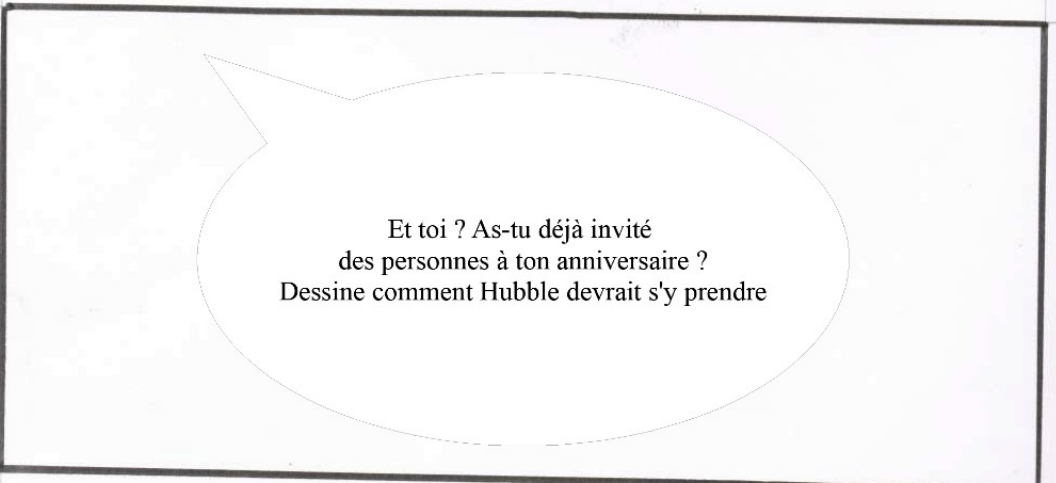 Et toi ? As-tu déjà invité
des personnes à ton anniversaire ?
Dessine comment Hubble devrait s'y prendre